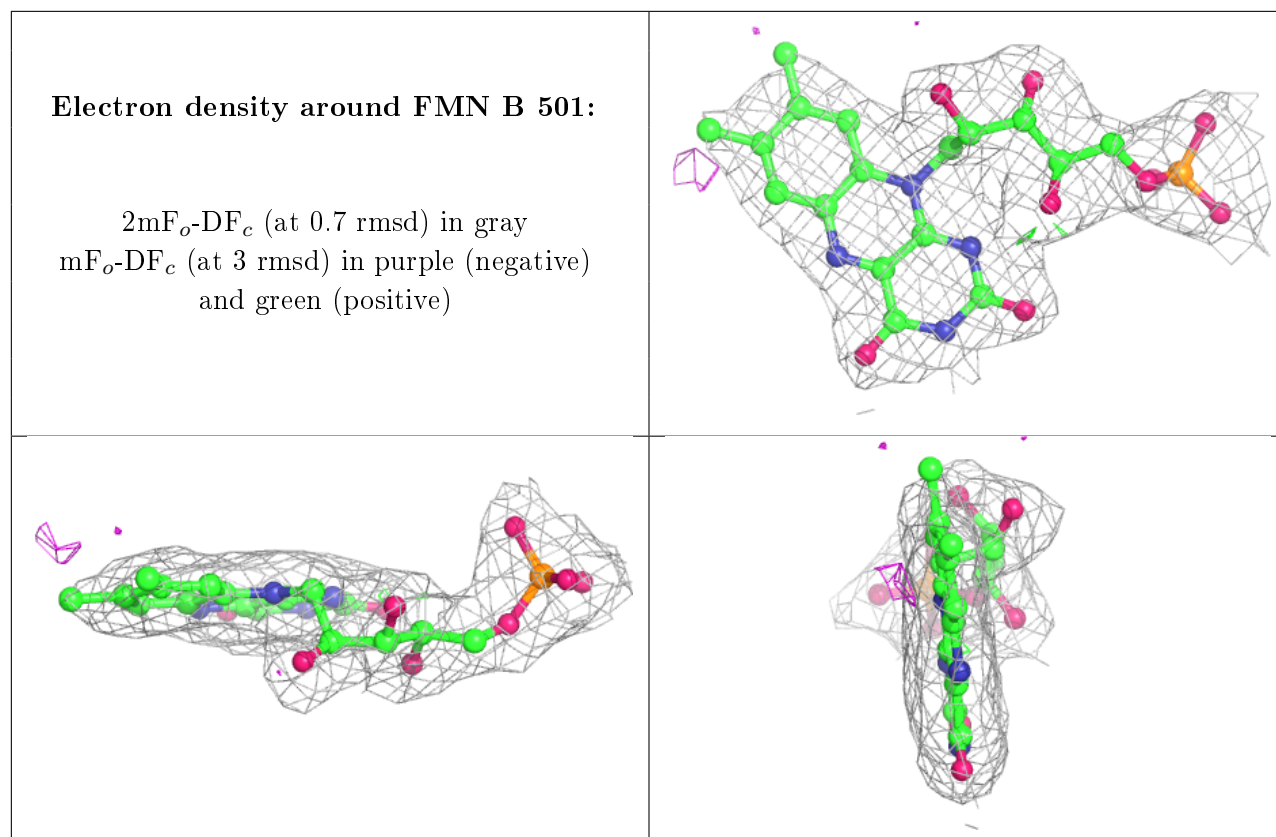 Electron density around FMN B 501:
2mFo-DFc (at 0.7 rmsd) in gray
mFo-DFc (at 3 rmsd) in purple (negative)
and green (positive)